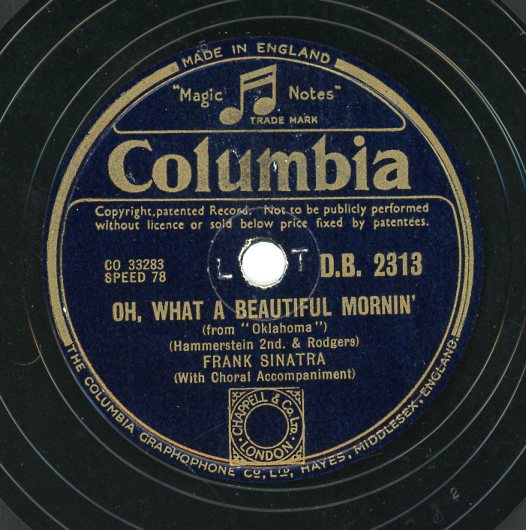 MADE IN ENGLAND
"Magic Notes"
TRADE MARK
Columbia
Copyright,patented Record. Not to be publicly performed
without licence or sold below price fixed by patentees.
CO 33283
SPEED 78
L T
D.B. 2313
OH, WHAT A BEAUTIFUL MORNIN'
(from "Oklahoma")
(Hammerstein 2nd. & Rodgers)
FRANK SINATRA
(With Choral Accompaniment)
CHAPPELL & Co. Ltd.
LONDON
THE COLUMBIA GRAPHOPHONE CO, LTD, HAYES, MIDDLESEX, ENGLAND.